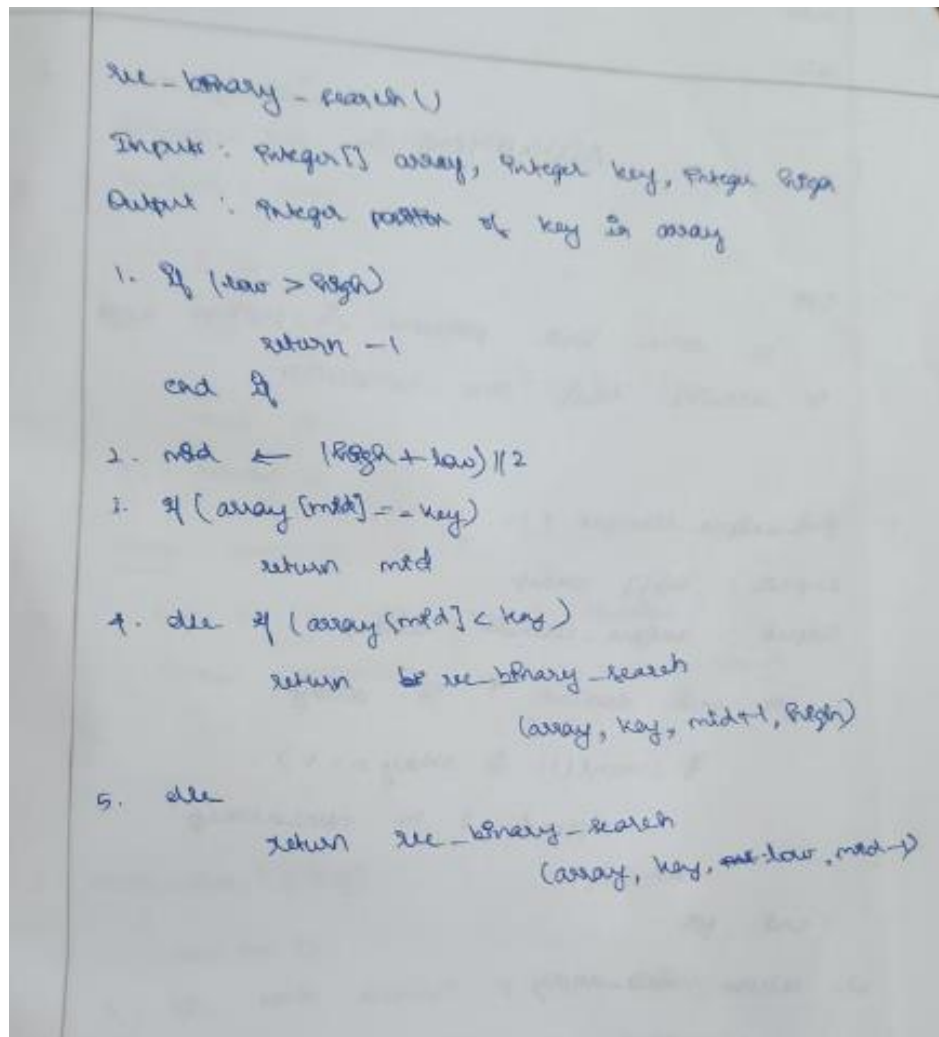 rec_binary_search()
Inputs : integer[] array, integer key, integer high
Output : integer position of key in array
1. if (low > high)
return -1
end if
2. mid ← (high + low) // 2
3. if (array[mid] == key)
return mid
4. else if (array[mid] < key)
return rec_binary_search
(array, key, mid+1, high)
5. else
return rec_binary_search
(array, key, low, mid-1)